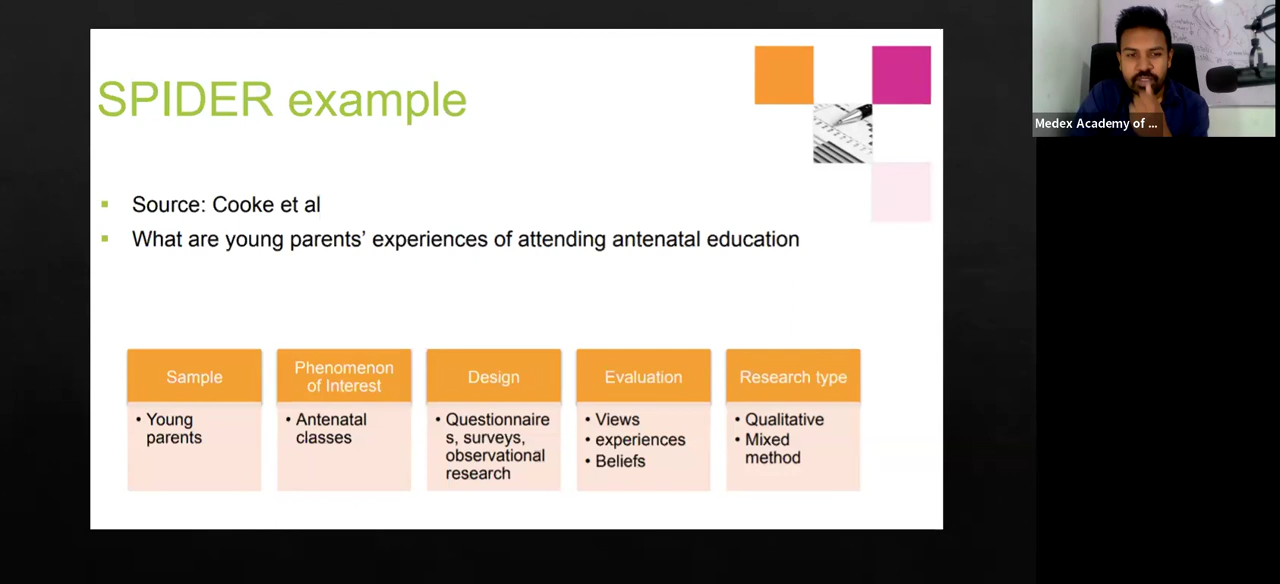 SPIDER example
Source: Cooke et al
What are young parents’ experiences of attending antenatal education
Sample
• Young
parents
Phenomenon
of Interest
• Antenatal
classes
Design
• Questionnaire
s, surveys,
observational
research
Evaluation
• Views
• experiences
• Beliefs
Research type
• Qualitative
• Mixed
method
Medex Academy of ...